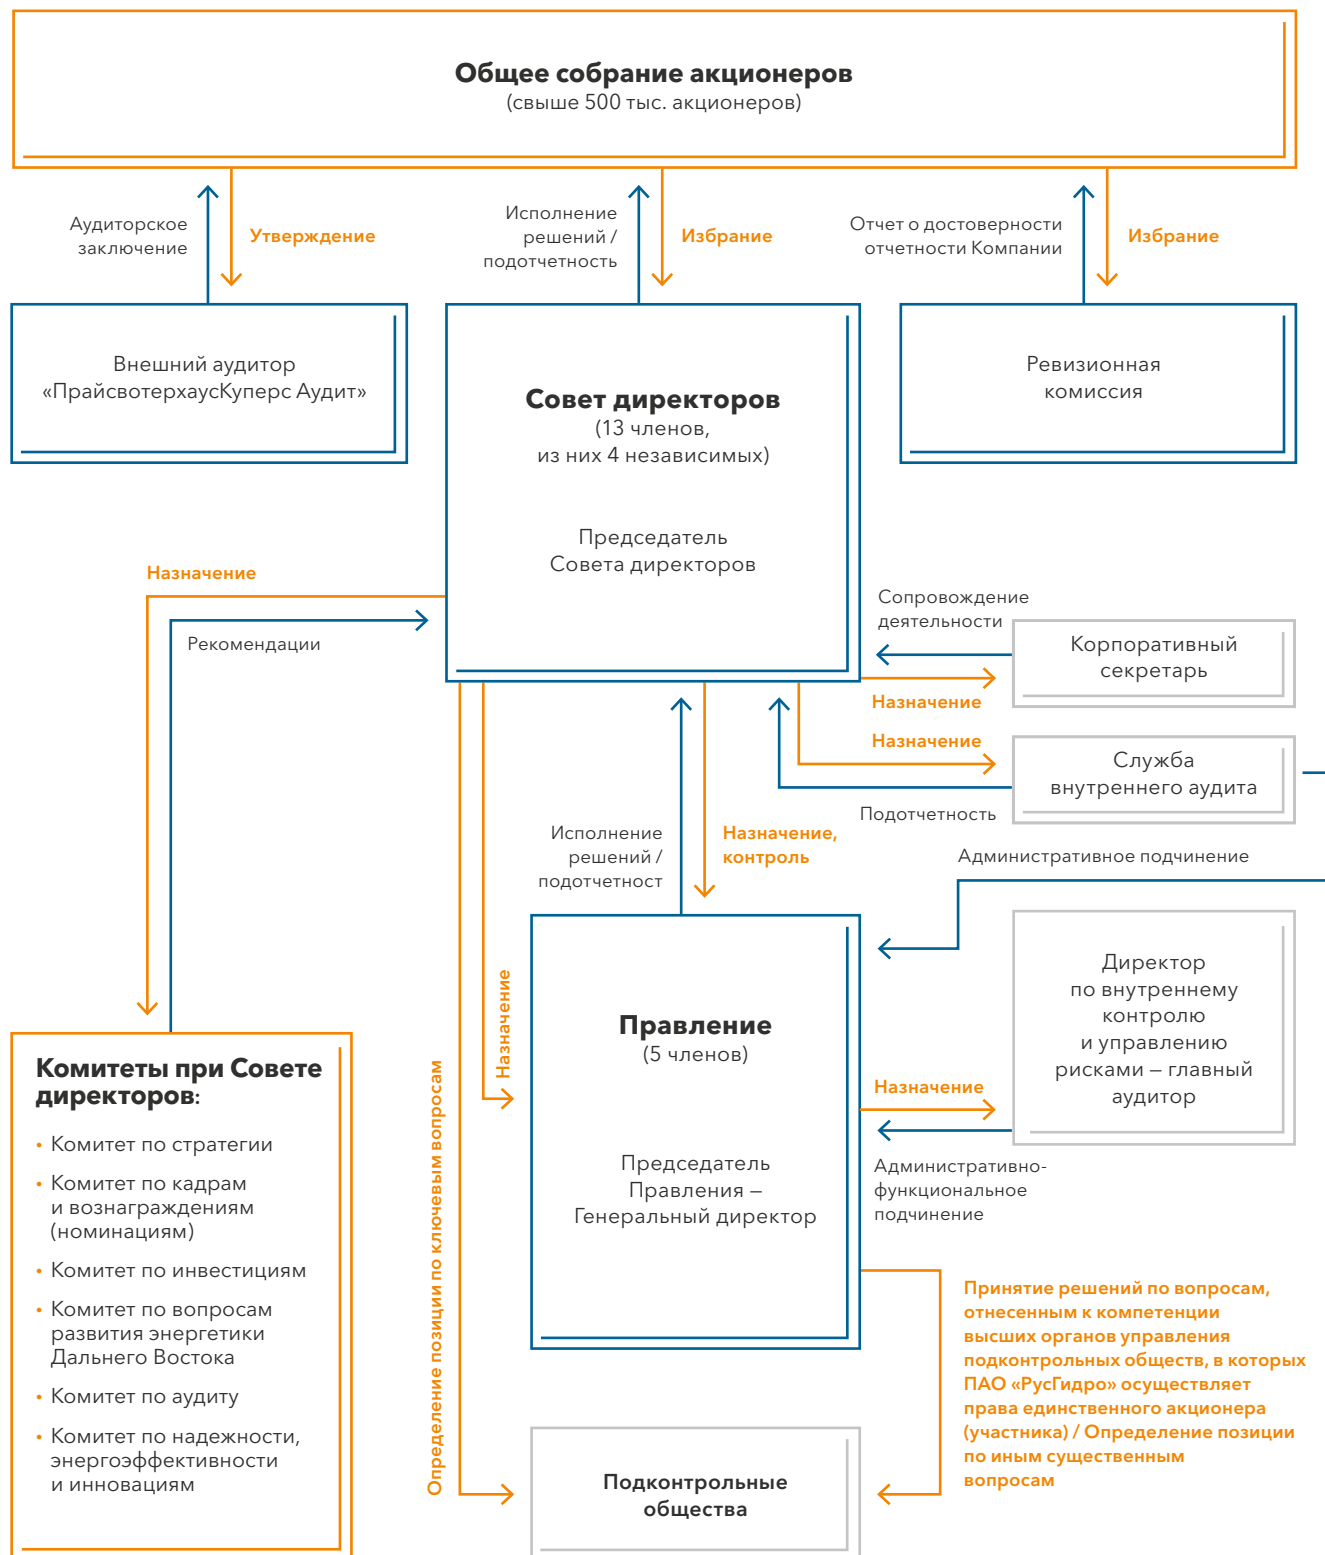 Общее собрание акционеров
(свыше 500 тыс. акционеров)
Аудиторское
заключение
Утверждение
Исполнение
решений /
подотчетность
Избрание
Отчет о достоверности
отчетности Компании
Избрание
Внешний аудитор
«ПрайсвотерхаусКуперс Аудит»
Совет директоров
(13 членов,
из них 4 независимых)
Председатель
Совета директоров
Ревизионная
комиссия
Назначение
Рекомендации
Сопровождение
деятельности
Корпоративный
секретарь
Назначение
Назначение
Служба
внутреннего аудита
Подотчетность
Исполнение
решений /
подотчетност
Назначение,
контроль
Административное подчинение
Назначение
Определение позиции по ключевым вопросам
Правление
(5 членов)
Председатель
Правления —
Генеральный директор
Директор
по внутреннему
контролю
и управлению
рисками — главный
аудитор
Назначение
Административно-
функциональное
подчинение
Комитеты при Совете
директоров:
• Комитет по стратегии
• Комитет по кадрам
и вознаграждениям
(номинациям)
• Комитет по инвестициям
• Комитет по вопросам
развития энергетики
Дальнего Востока
• Комитет по аудиту
• Комитет по надежности,
энергоэффективности
и инновациям
Принятие решений по вопросам,
отнесенным к компетенции
высших органов управления
подконтрольных обществ, в которых
ПАО «РусГидро» осуществляет
права единственного акционера
(участника) / Определение позиции
по иным существенным
вопросам
Подконтрольные
общества